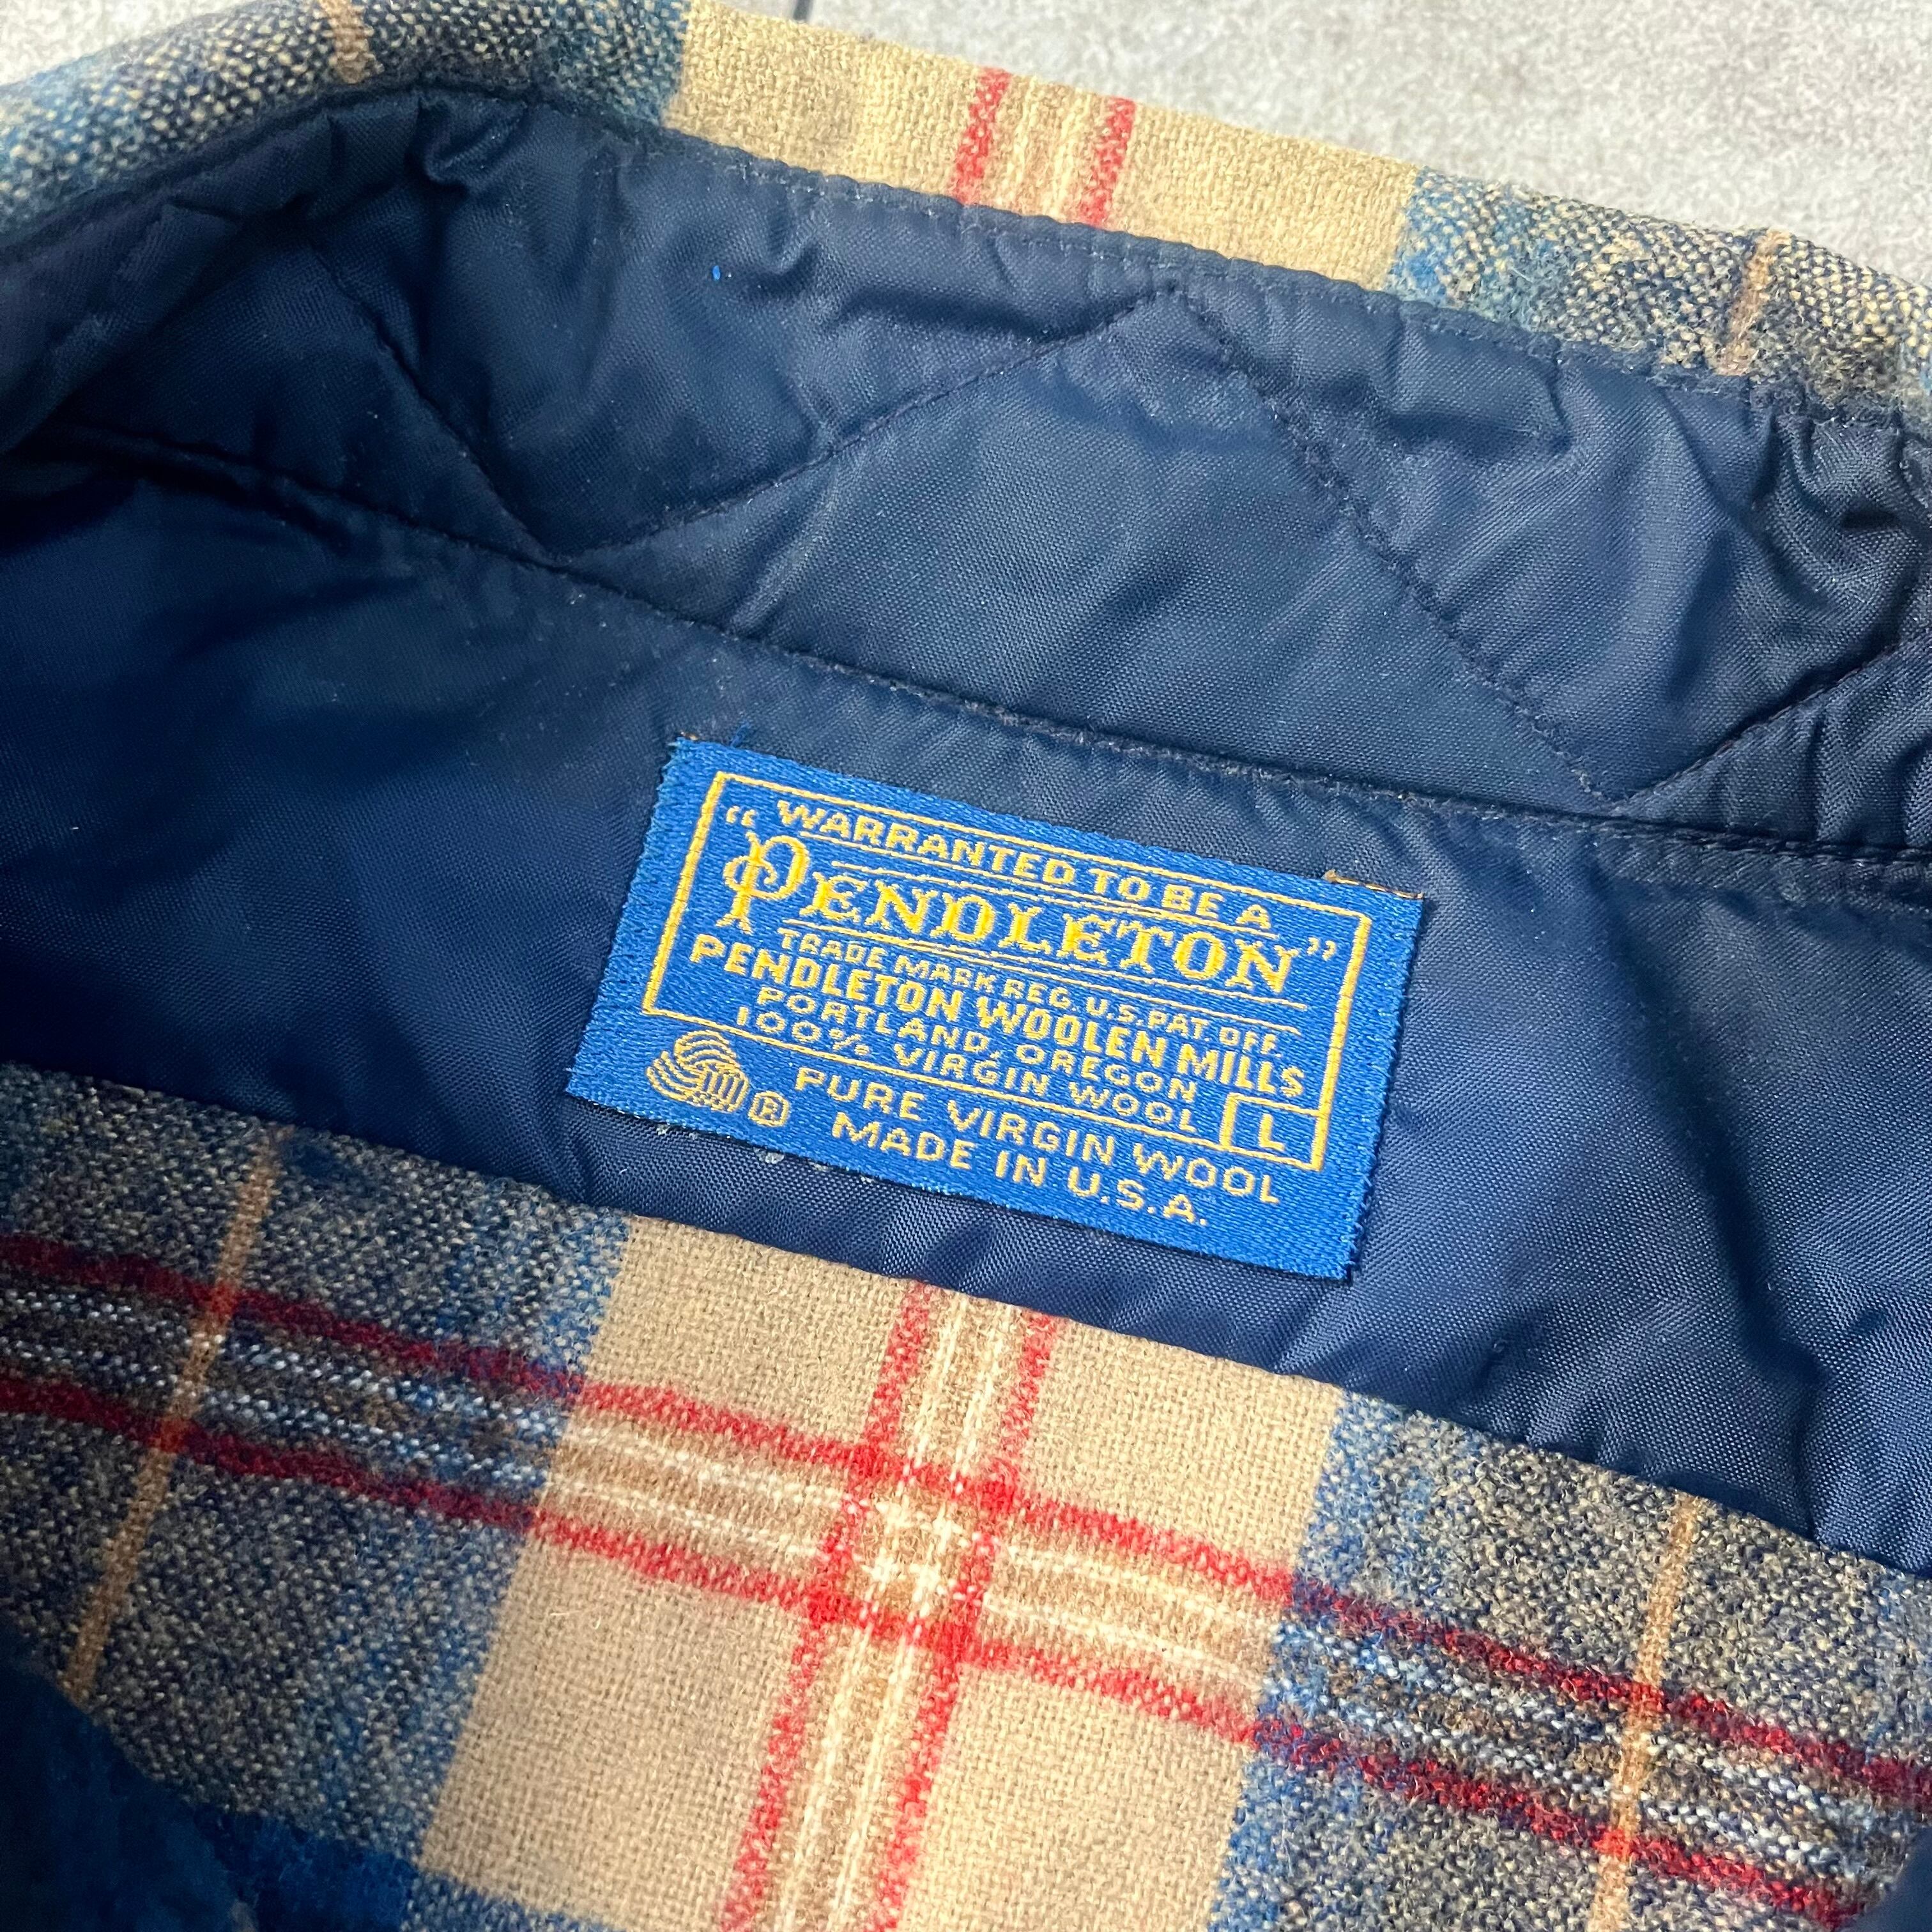 "WARRANTED TO BE A
PENDLETON"
TRADE MARK REG. U.S. PAT. OFF.
PENDLETON WOOLEN MILLS
PORTLAND, OREGON
100% VIRGIN WOOL L
® PURE VIRGIN WOOL
MADE IN U.S.A.